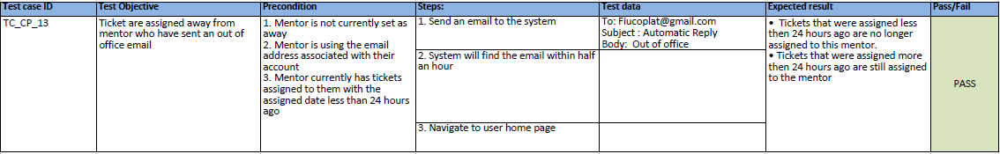 Test case ID Test Objective Precondition Steps: Test data Expected result Pass/Fail
TC_CP_13
Ticket are assigned away from
mentor who have sent an out of
office email
1. Mentor is not currently set as
away
2. Mentor is using the email
address associated with their
account
3. Mentor currently has tickets
assigned to them with the
assigned date less than 24 hours
ago
1. Send an email to the system
2. System will find the email within half
an hour
3. Navigate to user home page
To: Fiucoplat@gmail.com
Subject : Automatic Reply
Body: Out of office
• Tickets that were assigned less
then 24 hours ago are no longer
assigned to this mentor.
• Tickets that were assigned more
then 24 hours ago are still assigned
to the mentor
PASS